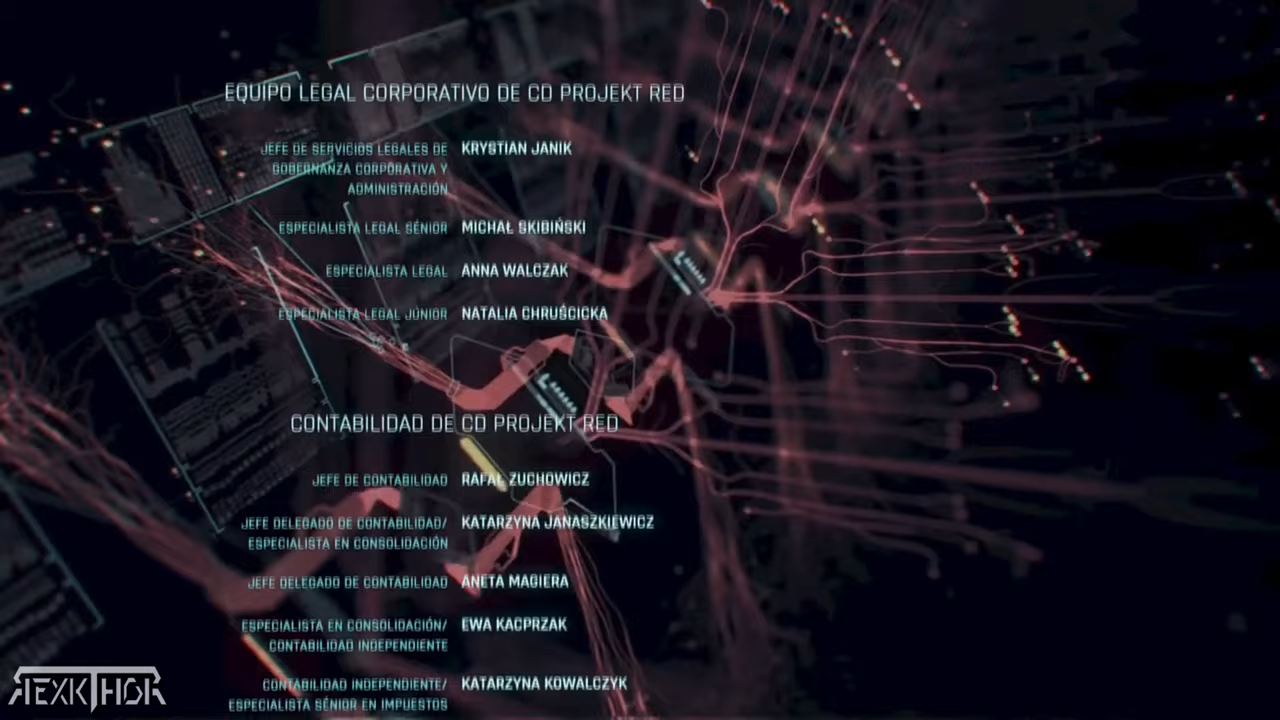 EQUIPO LEGAL CORPORATIVO DE CD PROJEKT RED
JEFE DE SERVICIOS LEGALES DE KRYSTIAN JANIK
GOBERNANZA CORPORATIVA Y
ADMINISTRACIÓN
ESPECIALISTA LEGAL SÉNIOR MICHAŁ SKIBIŃSKI
ESPECIALISTA LEGAL ANNA WALCZAK
ESPECIALISTA LEGAL JÚNIOR NATALIA CHRUŚCICKA
CONTABILIDAD DE CD PROJEKT RED
JEFE DE CONTABILIDAD RAFAŁ ZUCHOWICZ
JEFE DELEGADO DE CONTABILIDAD/ KATARZYNA JANASZKIEWICZ
ESPECIALISTA EN CONSOLIDACIÓN
JEFE DELEGADO DE CONTABILIDAD ANETA MAGIERA
ESPECIALISTA EN CONSOLIDACIÓN/ EWA KACPRZAK
CONTABILIDAD INDEPENDIENTE
CONTABILIDAD INDEPENDIENTE/ KATARZYNA KOWALCZYK
ESPECIALISTA SÉNIOR EN IMPUESTOS
REXKTHOR